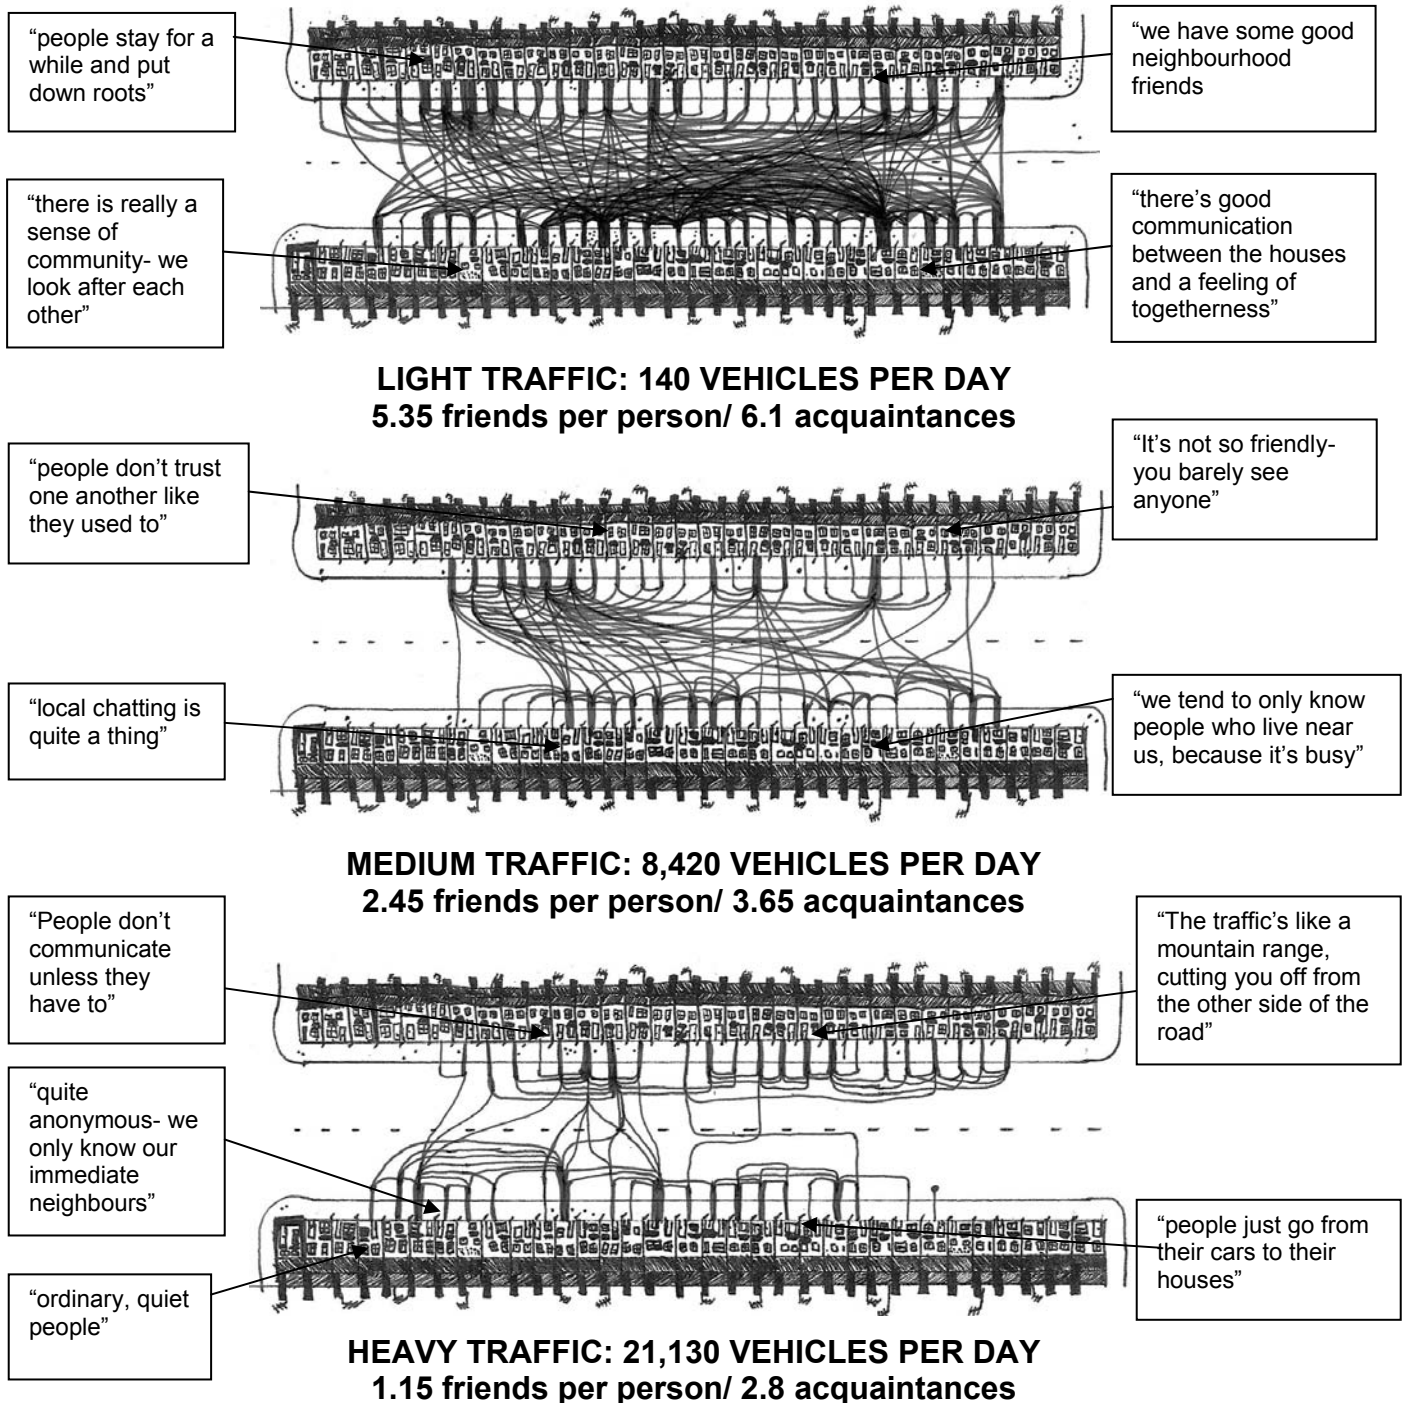 “people stay for a
while and put
down roots”
“we have some good
neighbourhood
friends
“there is really a
sense of
community- we
look after each
other”
“there’s good
communication
between the houses
and a feeling of
togetherness”
LIGHT TRAFFIC: 140 VEHICLES PER DAY
5.35 friends per person/ 6.1 acquaintances
“people don’t trust
one another like
they used to”
“It’s not so friendly-
you barely see
anyone”
“local chatting is
quite a thing”
“we tend to only know
people who live near
us, because it’s busy”
MEDIUM TRAFFIC: 8,420 VEHICLES PER DAY
2.45 friends per person/ 3.65 acquaintances
“People don’t
communicate
unless they
have to”
“The traffic’s like a
mountain range,
cutting you off from
the other side of the
road”
“quite
anonymous- we
only know our
immediate
neighbours”
“people just go from
their cars to their
houses”
“ordinary, quiet
people”
HEAVY TRAFFIC: 21,130 VEHICLES PER DAY
1.15 friends per person/ 2.8 acquaintances